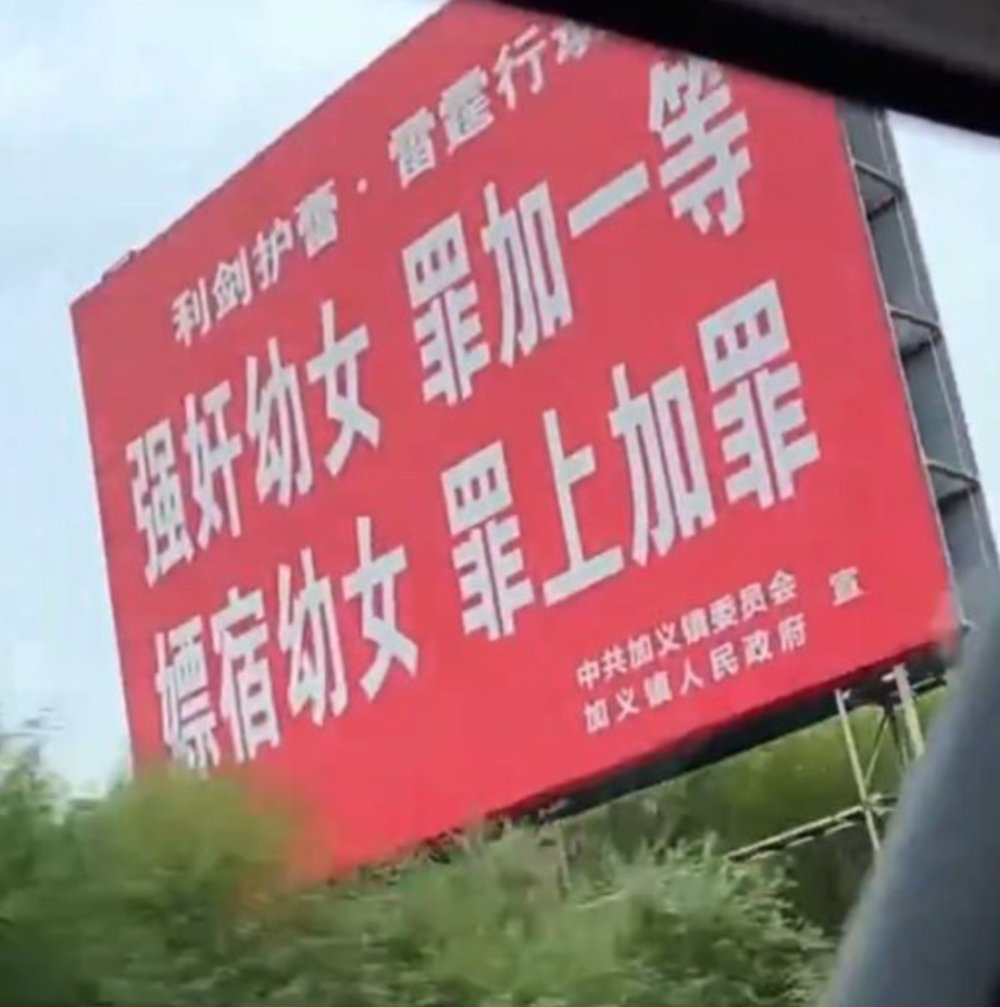 利剑护蕾·雷霆行动
强奸幼女 罪加一等
嫖宿幼女 罪上加罪
中共加义镇委员会
加义镇人民政府 宣